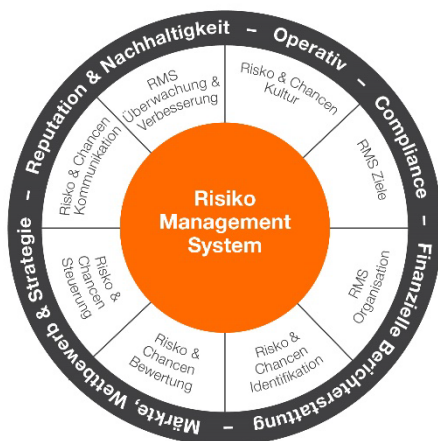 Reputation & Nachhaltigkeit – Operativ – Compliance – Finanzielle Berichterstattung – Märkte, Wettbewerb & Strategie –
Risiko & Chancen
Kultur
RMS Ziele
RMS
Organisation
Risiko &
Chancen
Identifikation
Risiko &
Chancen
Bewertung
Risiko &
Chancen
Steuerung
Risiko & Chancen
Kommunikation
RMS
Überwachung &
Verbesserung
Risiko
Management
System